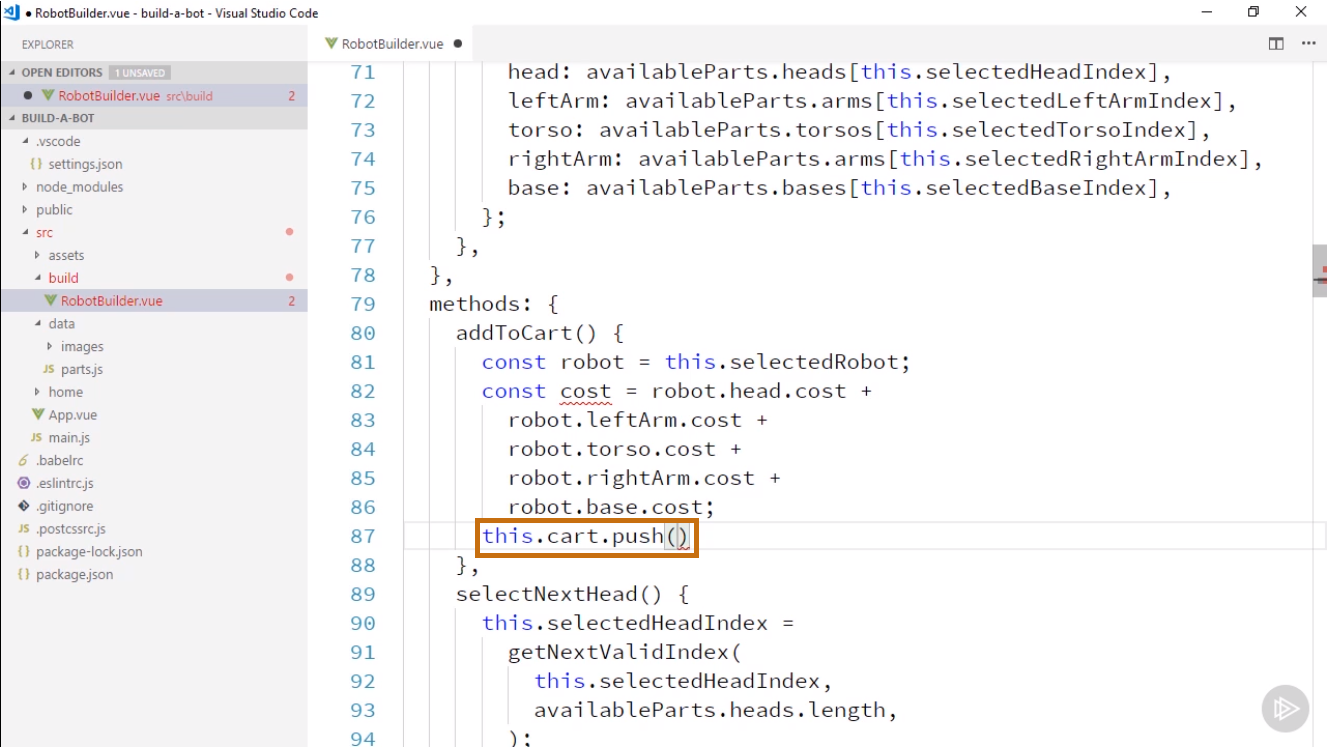 RobotBuilder.vue - build-a-bot - Visual Studio Code
EXPLORER
OPEN EDITORS 1 UNSAVED
RobotBuilder.vue src\build 2
BUILD-A-BOT
.vscode
{} settings.json
node_modules
public
src
assets
build
RobotBuilder.vue 2
data
images
JS parts.js
home
App.vue
JS main.js
.babelrc
.eslintrc.js
.gitignore
JS .postcssrc.js
{} package-lock.json
{} package.json
RobotBuilder.vue
71 head: availableParts.heads[this.selectedHeadIndex],
72 leftArm: availableParts.arms[this.selectedLeftArmIndex],
73 torso: availableParts.torsos[this.selectedTorsoIndex],
74 rightArm: availableParts.arms[this.selectedRightArmIndex],
75 base: availableParts.bases[this.selectedBaseIndex],
76 };
77 },
78 },
79 methods: {
80 addToCart() {
81 const robot = this.selectedRobot;
82 const cost = robot.head.cost +
83 robot.leftArm.cost +
84 robot.torso.cost +
85 robot.rightArm.cost +
86 robot.base.cost;
87 this.cart.push()
88 },
89 selectNextHead() {
90 this.selectedHeadIndex =
91 getNextValidIndex(
92 this.selectedHeadIndex,
93 availableParts.heads.length,
94 );